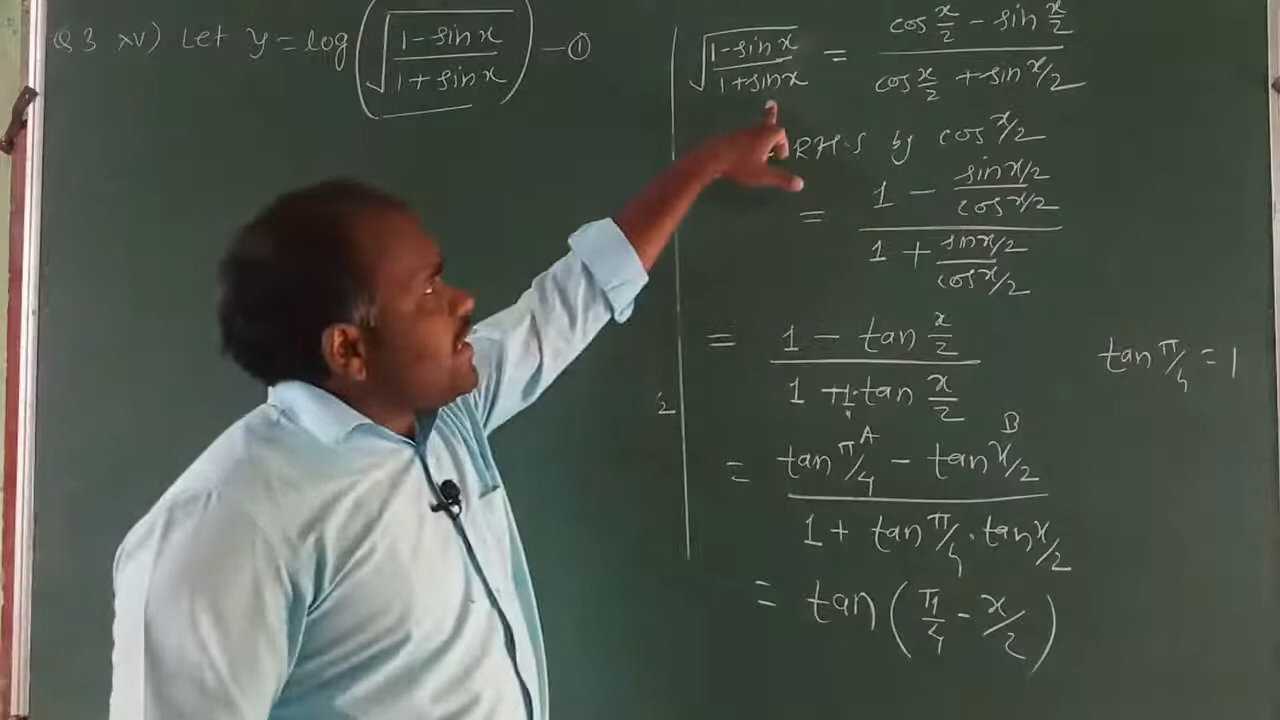 Q 3 xv) Let y = log(√((1-sin x)/(1+sin x))) —①
√((1-sin x)/(1+sin x)) = (cos x/2 - sin x/2)/(cos x/2 + sin x/2)
RHS by cos x/2
= (1 - (sin x/2)/(cos x/2))/(1 + (sin x/2)/(cos x/2))
= (1 - tan x/2)/(1 + 1·tan x/2)
tan π/4 = 1
A B
= (tan π/4 - tan x/2)/(1 + tan π/4 · tan x/2)
= tan(π/4 - x/2)